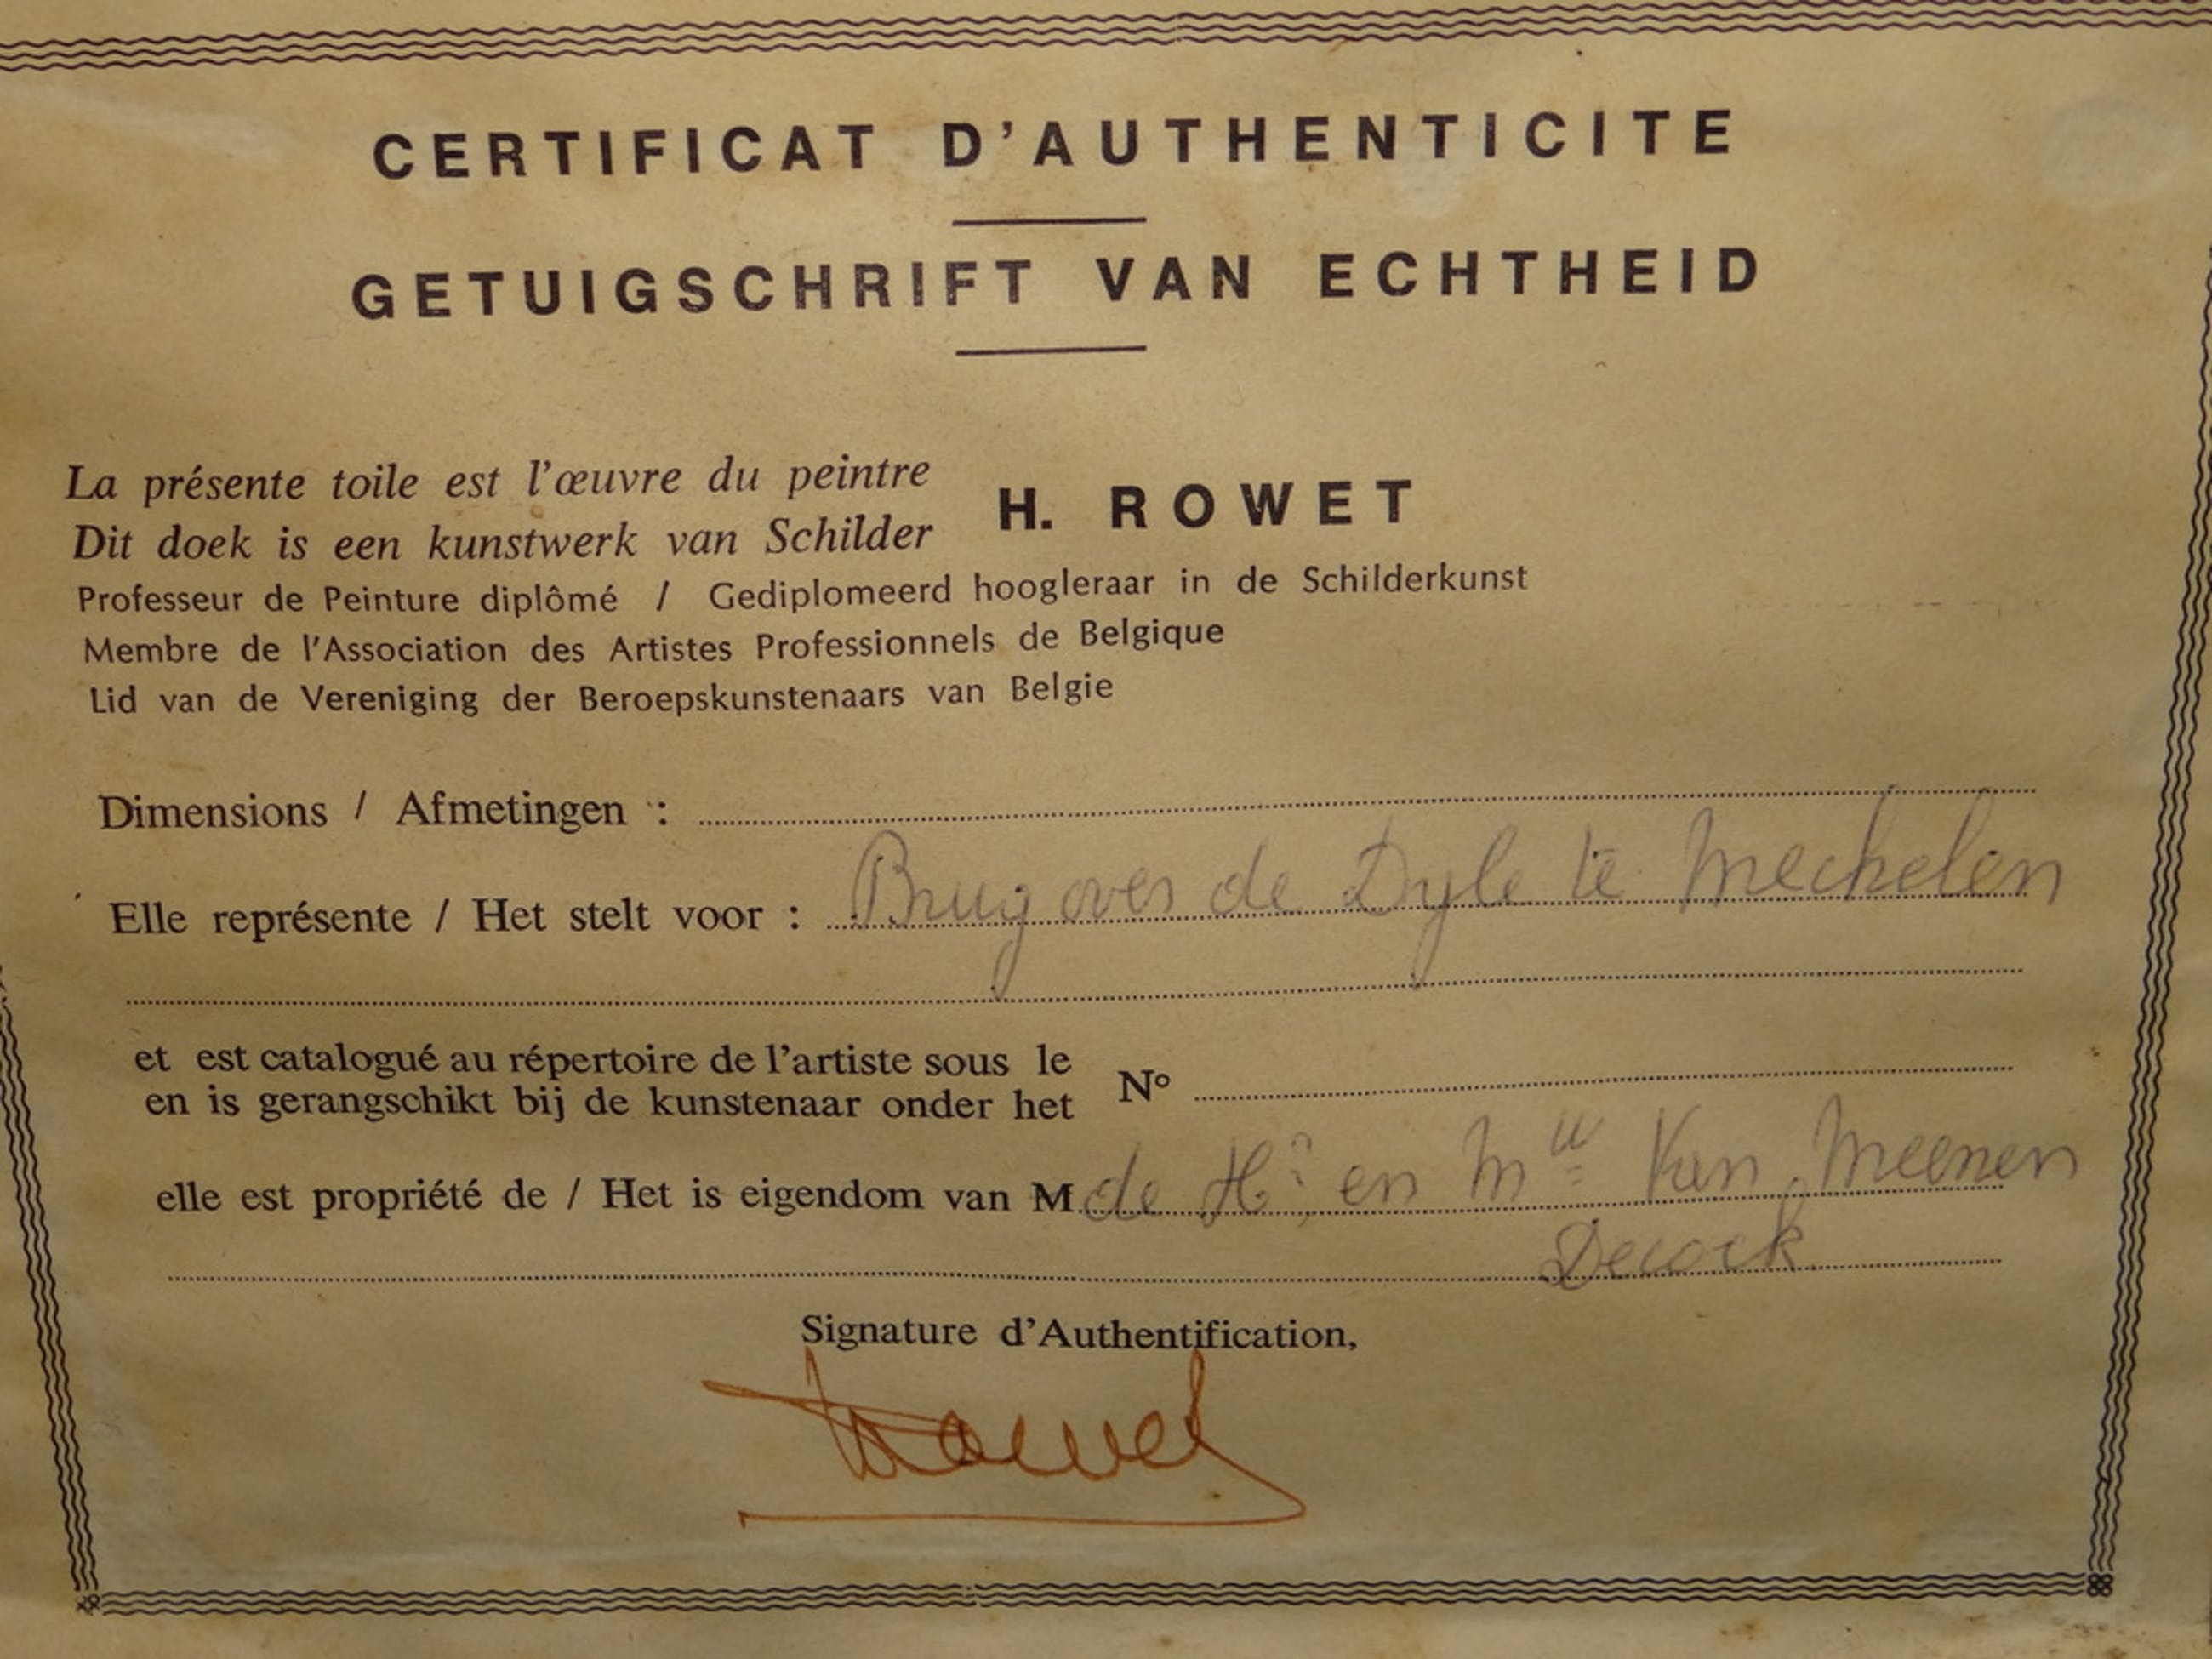 CERTIFICAT D'AUTHENTICITE
GETUIGSCHRIFT VAN ECHTHEID
La présente toile est l'œuvre du peintre
Dit doek is een kunstwerk van Schilder
H. ROWET
Professeur de Peinture diplômé / Gediplomeerd hoogleraar in de Schilderkunst
Membre de l'Association des Artistes Professionnels de Belgique
Lid van de Vereniging der Beroepskunstenaars van Belgie
Dimensions / Afmetingen :
Elle représente / Het stelt voor : Brug over de Dyle te Mechelen
et est catalogué au répertoire de l'artiste sous le
en is gerangschikt bij de kunstenaar onder het
N°
elle est propriété de / Het is eigendom van M de Hr en Mw Van Meenen
Decock
Signature d'Authentification,
Rowet